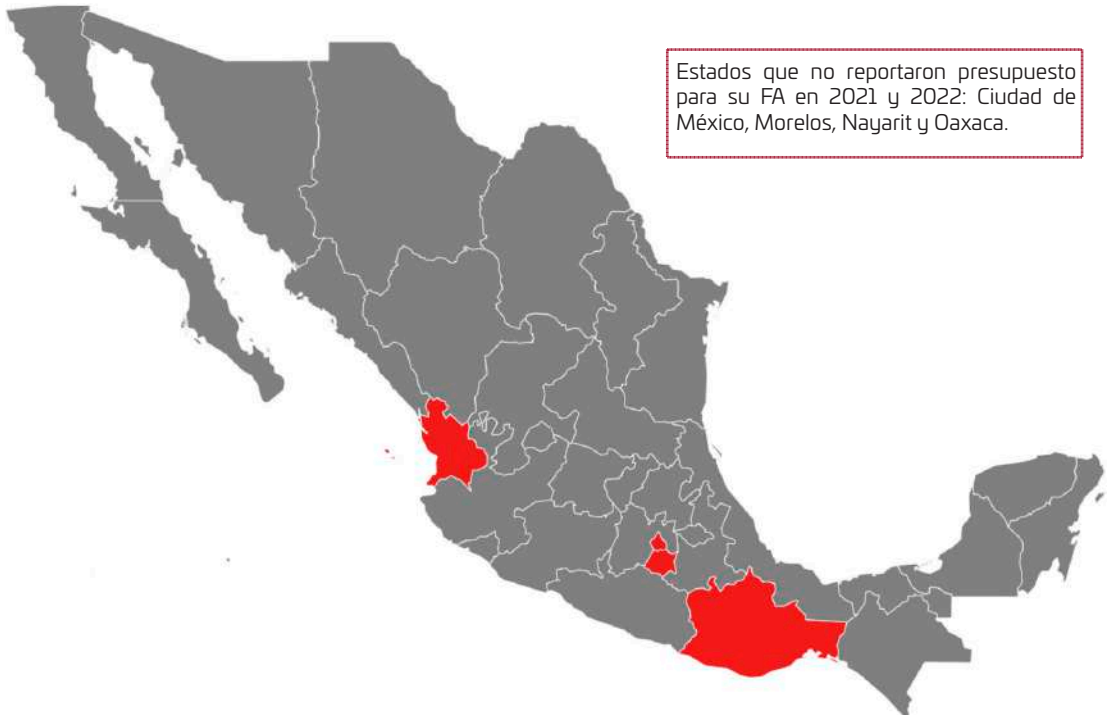 Estados que no reportaron presupuesto
para su FA en 2021 y 2022: Ciudad de
México, Morelos, Nayarit y Oaxaca.